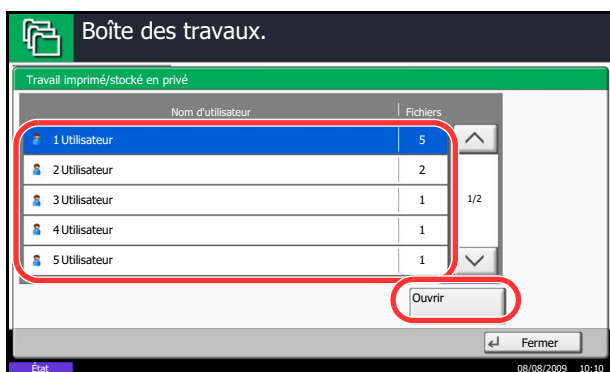 Boîte des travaux.
Travail imprimé/stocké en privé
Nom d'utilisateur Fichiers
1 Utilisateur 5
2 Utilisateur 2
3 Utilisateur 1
1/2
4 Utilisateur 1
5 Utilisateur 1
Ouvrir
Fermer
État 08/08/2009 10:10